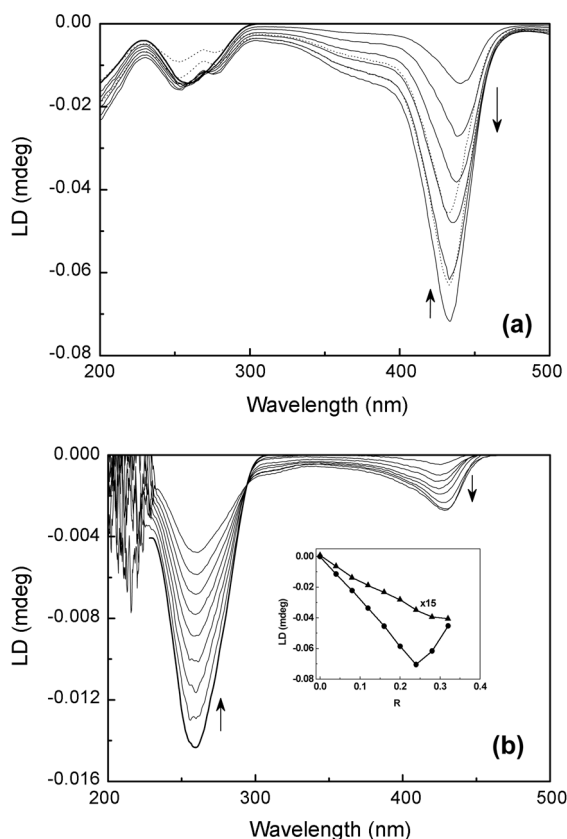 0.00
-0.02
-0.04
-0.06
-0.08
LD (mdeg)
200 300 400 500
Wavelength (nm)
(a)
0.000
-0.004
-0.008
-0.012
-0.016
LD (mdeg)
0.00
-0.02
-0.04
-0.06
-0.08
LD (mdeg)
x15
0.0 0.1 0.2 0.3 0.4
R
200 300 400 500
Wavelength (nm)
(b)